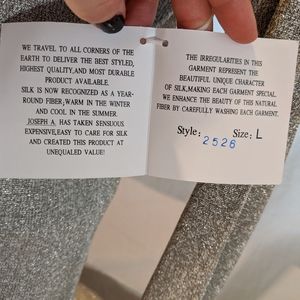 WE TRAVEL TO ALL CORNERS OF THE
EARTH TO DELIVER THE BEST STYLED,
HIGHEST QUALITY,AND MOST DURABLE
PRODUCT AVAILABLE.
SILK IS NOW RECOGNIZED AS A YEAR-
ROUND FIBER,WARM IN THE WINTER
AND COOL IN THE SUMMER.
JOSEPH A. HAS TAKEN SENSUOUS
EXPENSIVE,EASY TO CARE FOR SILK
AND CREATED THIS PRODUCT AT
UNEQUALED VALUE!
THE IRREGULARITIES IN THIS
GARMENT REPRESENT THE
BEAUTIFUL UNIQUE CHARACTER
OF SILK,MAKING EACH GARMENT SPECIAL.
WE ENHANCE THE BEAUTY OF THIS NATURAL
FIBER BY CAREFULLY WASHING EACH GARMENT.
Style: 2526 Size: L